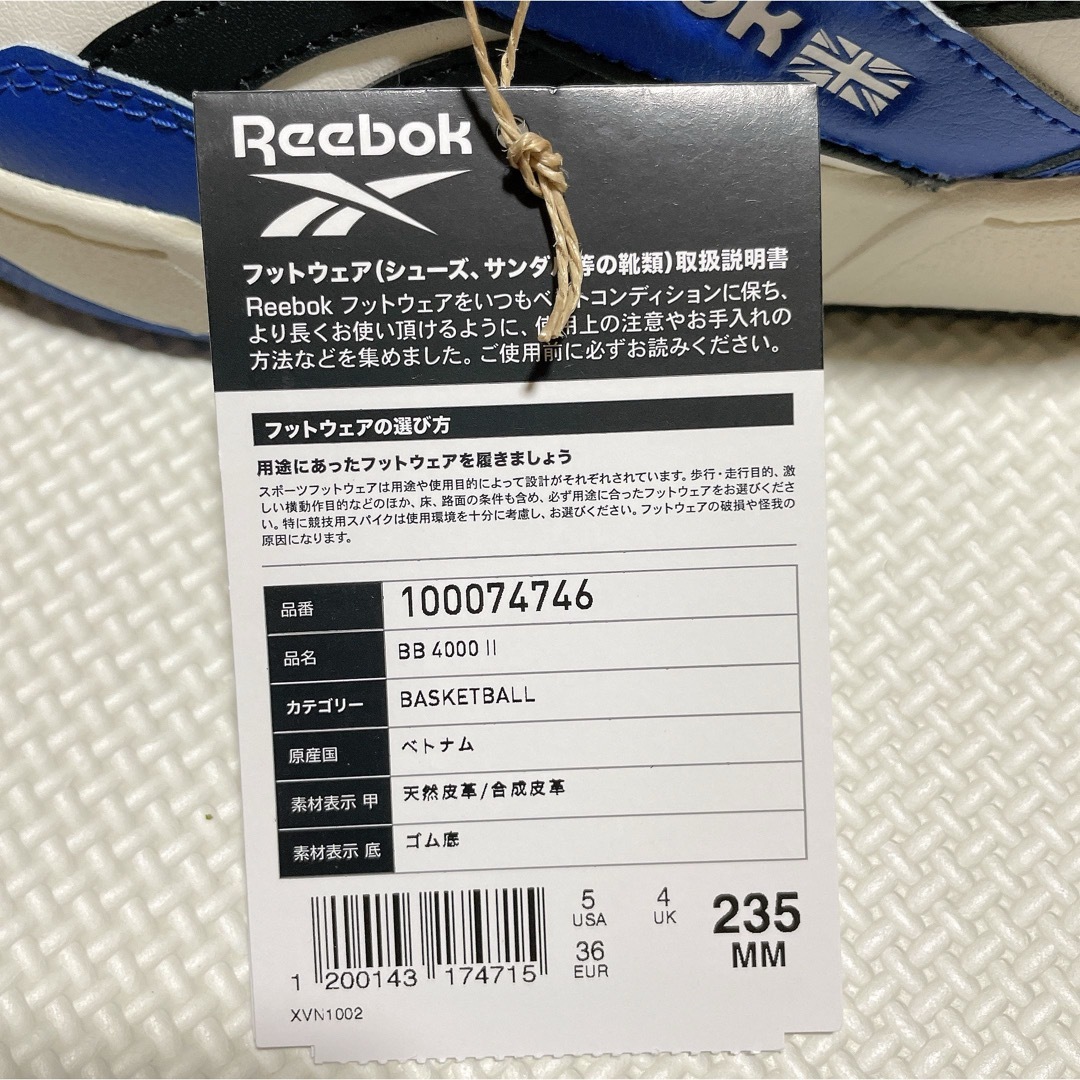 ok
Reebok
フットウェア(シューズ、サンダル等の靴類)取扱説明書
Reebok フットウェアをいつもベストコンディションに保ち、
より長くお使い頂けるように、使用上の注意やお手入れの
方法などを集めました。ご使用前に必ずお読みください。
フットウェアの選び方
用途にあったフットウェアを履きましょう
スポーツフットウェアは用途や使用目的によって設計がそれぞれされています。歩行・走行目的、激
しい横動作目的などのほか、床、路面の条件も含め、必ず用途に合ったフットウェアをお選びくださ
い。特に競技用スパイクは使用環境を十分に考慮し、お選びください。フットウェアの破損や怪我の
原因になります。
品番 100074746
品名 BB 4000 II
カテゴリー BASKETBALL
原産国 ベトナム
素材表示 甲 天然皮革/合成皮革
素材表示 底 ゴム底
5 USA 4 UK 235 MM
36 EUR
1 200143 174715
XVN1002